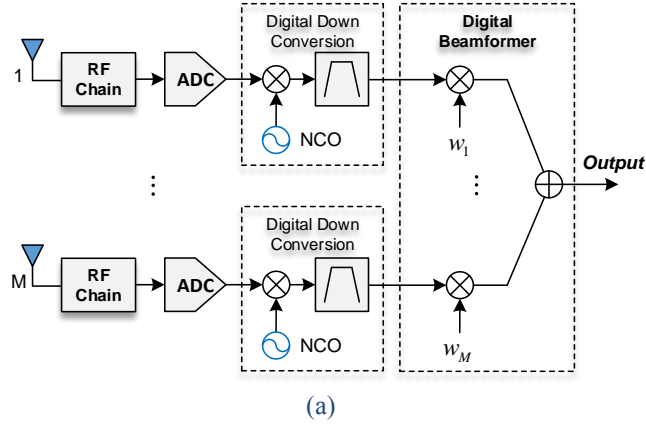 Digital Down
Conversion
Digital
Beamformer
1
RF
Chain
ADC
NCO
w1
Output
⋮
⋮
Digital Down
Conversion
M
RF
Chain
ADC
NCO
wM
(a)